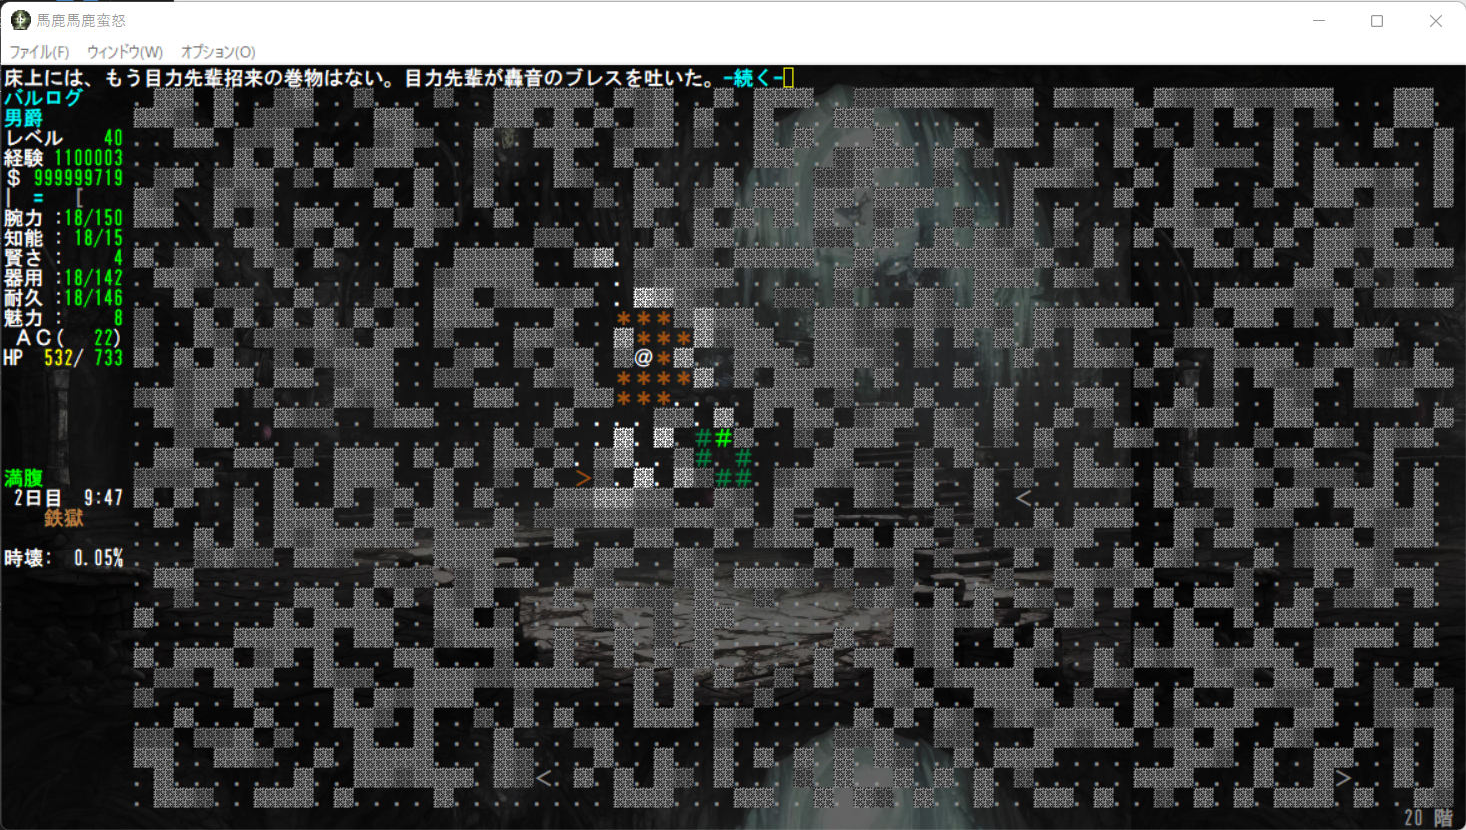 馬鹿馬鹿蛮怒
ファイル(F) ウィンドウ(W) オプション(O)
床上には、もう目力先輩招来の巻物はない。目力先輩が轟音のブレスを吐いた。-続く-
バルログ
男爵
レベル 40
経験 1100003
$ 999999719
| = [
腕力 :18/150
知能 : 18/15
賢さ : 4
器用 :18/142
耐久 :18/146
魅力 : 8
AC( 22)
HP 532/ 733
満腹
2日目 9:47
鉄獄
時壊: 0.05%
20 階